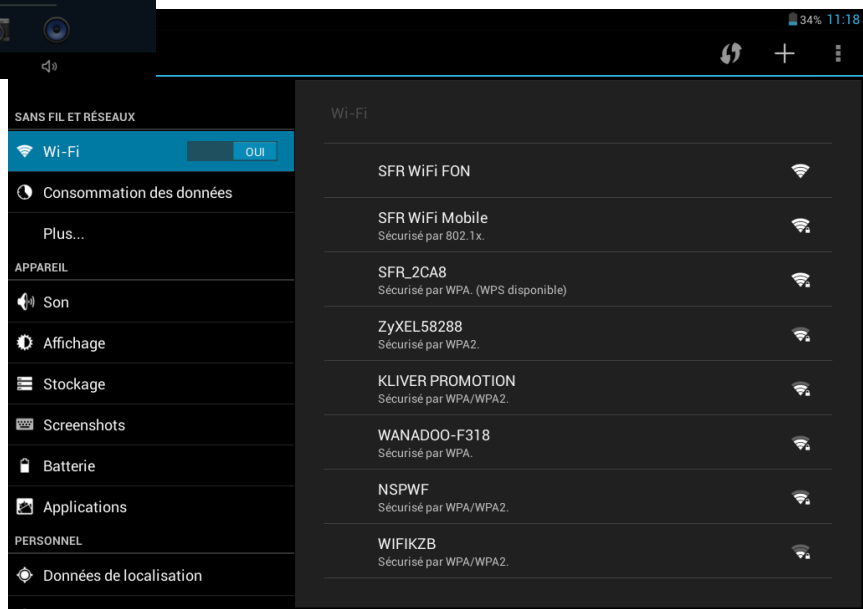 34% 11:18
SANS FIL ET RÉSEAUX
Wi-Fi OUI
Consommation des données
Plus...
APPAREIL
Son
Affichage
Stockage
Screenshots
Batterie
Applications
PERSONNEL
Données de localisation
Wi-Fi
SFR WiFi FON
SFR WiFi Mobile
Sécurisé par 802.1x.
SFR_2CA8
Sécurisé par WPA. (WPS disponible)
ZyXEL58288
Sécurisé par WPA2.
KLIVER PROMOTION
Sécurisé par WPA/WPA2.
WANADOO-F318
Sécurisé par WPA.
NSPWF
Sécurisé par WPA/WPA2.
WIFIKZB
Sécurisé par WPA/WPA2.